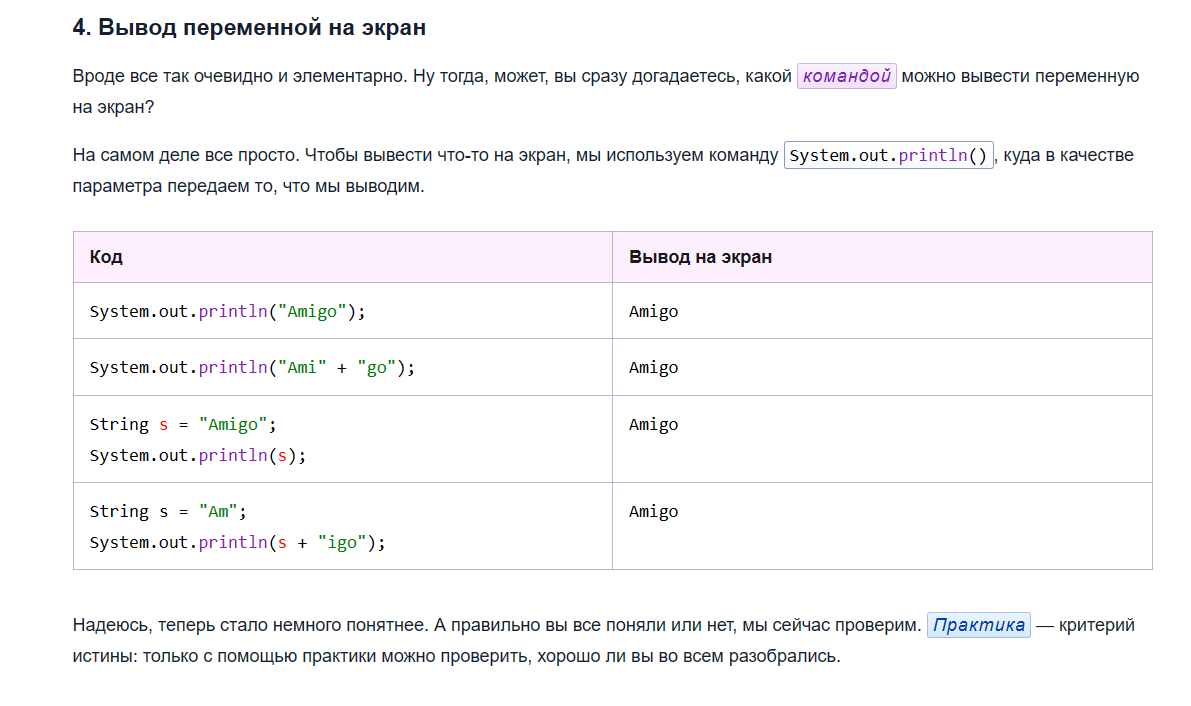 4. Вывод переменной на экран
Вроде все так очевидно и элементарно. Ну тогда, может, вы сразу догадаетесь, какой командой можно вывести переменную
на экран?
На самом деле все просто. Чтобы вывести что-то на экран, мы используем команду System.out.println(), куда в качестве
параметра передаем то, что мы выводим.
Код Вывод на экран
System.out.println("Amigo"); Amigo
System.out.println("Ami" + "go"); Amigo
String s = "Amigo"; Amigo
System.out.println(s);
String s = "Am"; Amigo
System.out.println(s + "igo");
Надеюсь, теперь стало немного понятнее. А правильно вы все поняли или нет, мы сейчас проверим. Практика — критерий
истины: только с помощью практики можно проверить, хорошо ли вы во всем разобрались.